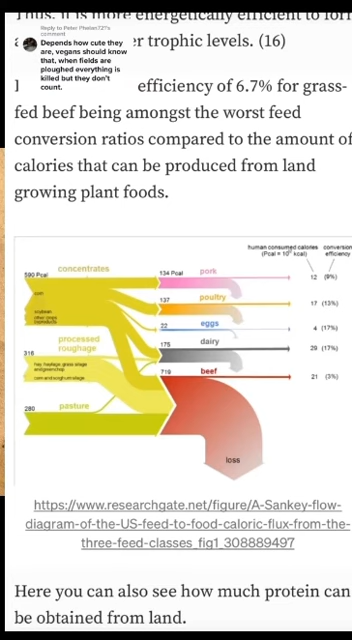 Thus, it is more energetically efficient to
Reply to Peter Phelan72?'s
comment
Depends how cute they
are, vegans should know
that, when fields are
ploughed everything is
killed but they don't
count.
er trophic levels. (16)
efficiency of 6.7% for grass-
fed beef being amongst the worst feed
conversion ratios compared to the amount of
calories that can be produced from land
growing plant foods.
human consumed calories conversion
(Pcal = 10¹² kcal) efficiency
concentrates
590 Pcal
134 Pcal pork 12 (9%)
corn
137 poultry 17 (13%)
soybean
22 eggs 4 (17%)
processed
roughage
316
175 dairy 29 (17%)
719 beef 21 (3%)
pasture
280
loss
https://www.researchgate.net/figure/A-Sankey-flow-
diagram-of-the-US-feed-to-food-caloric-flux-from-the-
three-feed-classes_fig1_308889497
Here you can also see how much protein can
be obtained from land.